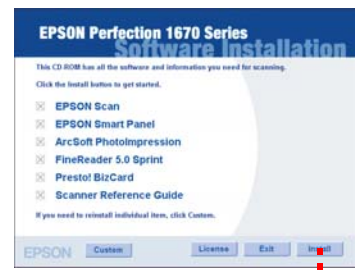 EPSON Perfection 1670 Series
Software Installation
This CD-ROM has all the software and information you need for scanning.
Click the Install button to get started.
EPSON Scan
EPSON Smart Panel
ArcSoft PhotoImpression
FineReader 5.0 Sprint
Presto! BizCard
Scanner Reference Guide
If you need to reinstall individual item, click Custom.
EPSON Custom License Exit Install